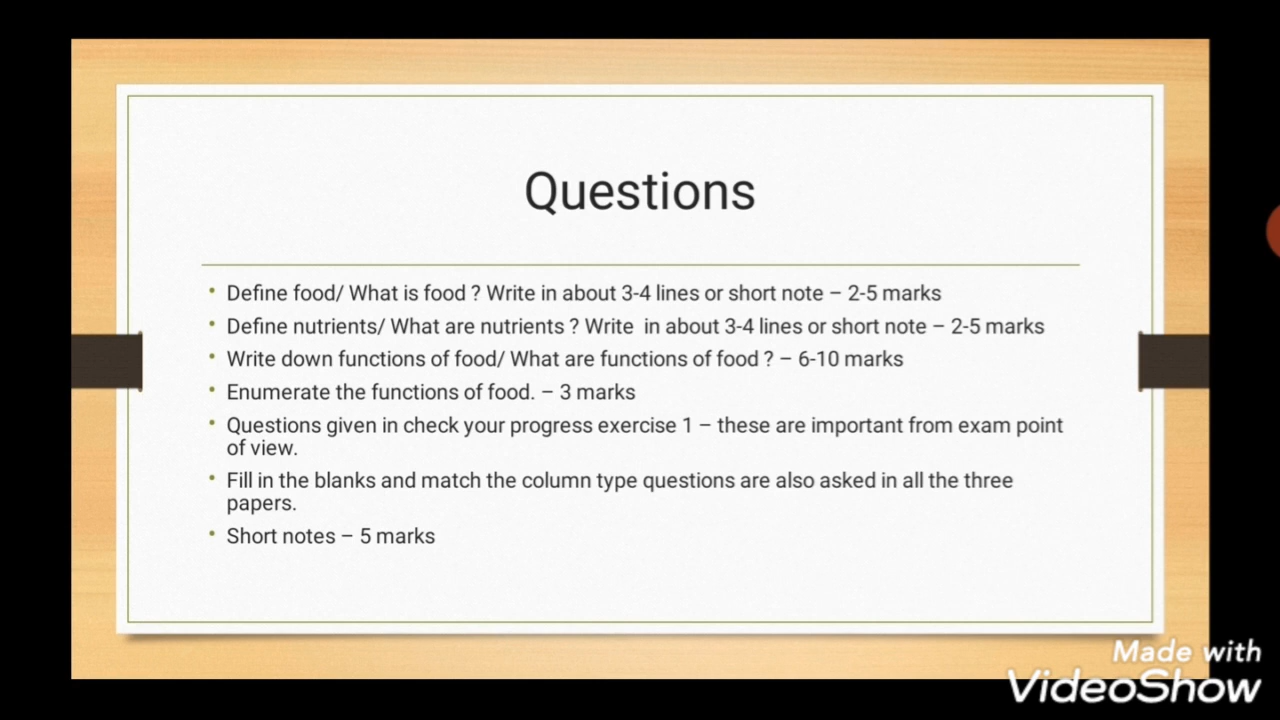 Questions
• Define food/ What is food ? Write in about 3-4 lines or short note – 2-5 marks
• Define nutrients/ What are nutrients ? Write  in about 3-4 lines or short note – 2-5 marks
• Write down functions of food/ What are functions of food ? – 6-10 marks
• Enumerate the functions of food. – 3 marks
• Questions given in check your progress exercise 1 – these are important from exam point
of view.
• Fill in the blanks and match the column type questions are also asked in all the three
papers.
• Short notes – 5 marks
Made with
VideoShow